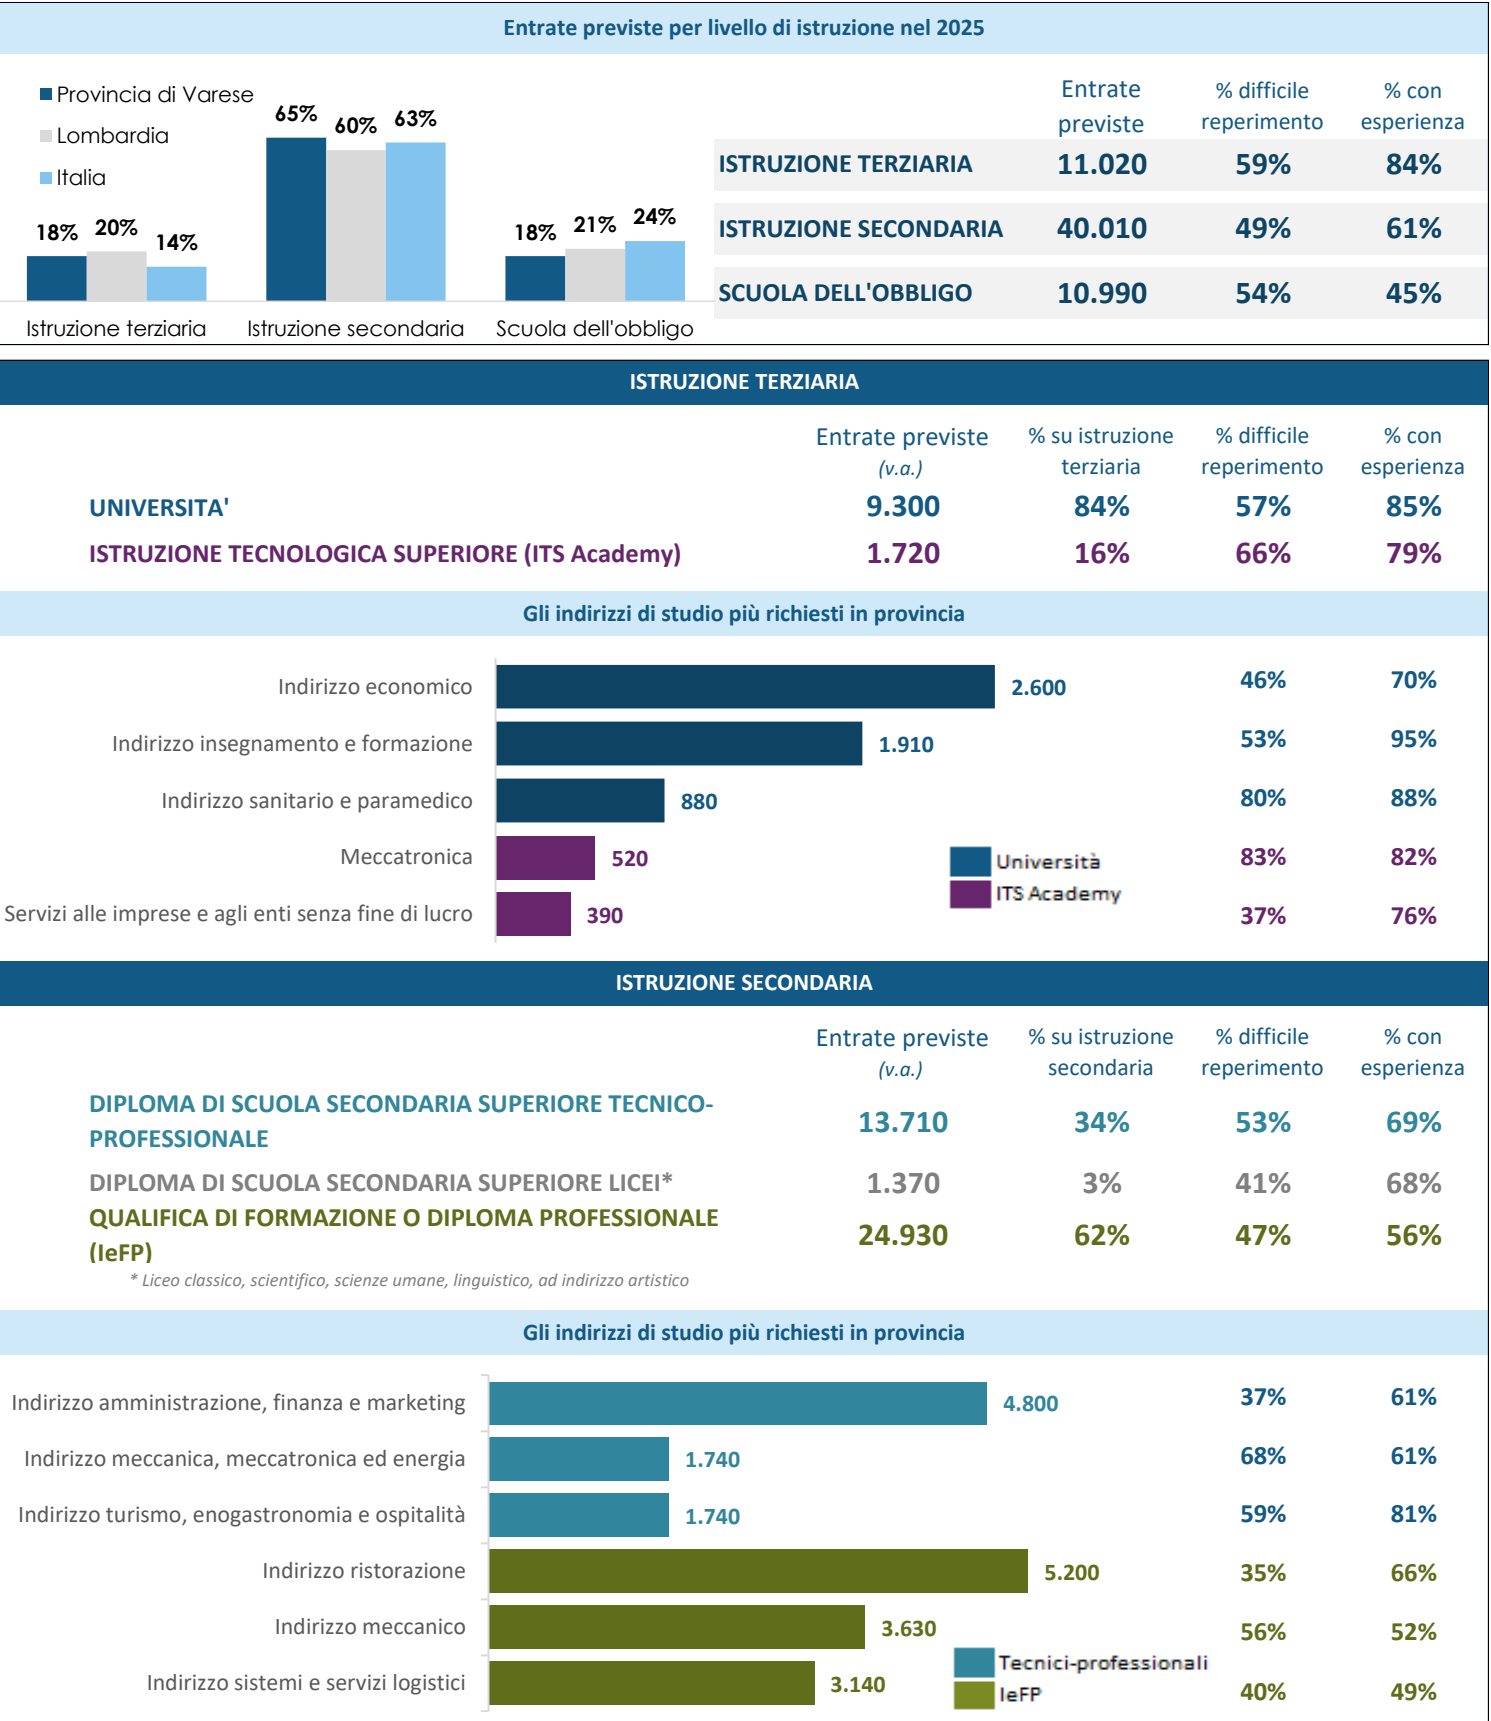 Entrate previste per livello di istruzione nel 2025
Provincia di Varese
Lombardia
Italia
18% 20% 14%
65% 60% 63%
18% 21% 24%
Istruzione terziaria Istruzione secondaria Scuola dell'obbligo
Entrate previste % difficile reperimento % con esperienza
ISTRUZIONE TERZIARIA 11.020 59% 84%
ISTRUZIONE SECONDARIA 40.010 49% 61%
SCUOLA DELL'OBBLIGO 10.990 54% 45%
ISTRUZIONE TERZIARIA
Entrate previste % su istruzione % difficile % con
(v.a.) terziaria reperimento esperienza
UNIVERSITA' 9.300 84% 57% 85%
ISTRUZIONE TECNOLOGICA SUPERIORE (ITS Academy) 1.720 16% 66% 79%
Gli indirizzi di studio più richiesti in provincia
Indirizzo economico 2.600 46% 70%
Indirizzo insegnamento e formazione 1.910 53% 95%
Indirizzo sanitario e paramedico 880 80% 88%
Meccatronica 520 83% 82%
Servizi alle imprese e agli enti senza fine di lucro 390 37% 76%
Università
ITS Academy
ISTRUZIONE SECONDARIA
Entrate previste % su istruzione % difficile % con
(v.a.) secondaria reperimento esperienza
DIPLOMA DI SCUOLA SECONDARIA SUPERIORE TECNICO-
PROFESSIONALE 13.710 34% 53% 69%
DIPLOMA DI SCUOLA SECONDARIA SUPERIORE LICEI* 1.370 3% 41% 68%
QUALIFICA DI FORMAZIONE O DIPLOMA PROFESSIONALE
(IeFP) 24.930 62% 47% 56%
* Liceo classico, scientifico, scienze umane, linguistico, ad indirizzo artistico
Gli indirizzi di studio più richiesti in provincia
Indirizzo amministrazione, finanza e marketing 4.800 37% 61%
Indirizzo meccanica, meccatronica ed energia 1.740 68% 61%
Indirizzo turismo, enogastronomia e ospitalità 1.740 59% 81%
Indirizzo ristorazione 5.200 35% 66%
Indirizzo meccanico 3.630 56% 52%
Indirizzo sistemi e servizi logistici 3.140 40% 49%
Tecnici-professionali
IeFP